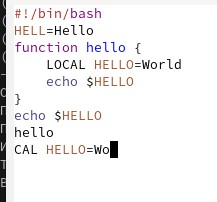 #!/bin/bash
HELL=Hello
function hello {
    LOCAL HELLO=World
    echo $HELLO
}
echo $HELLO
hello
CAL HELLO=Wo